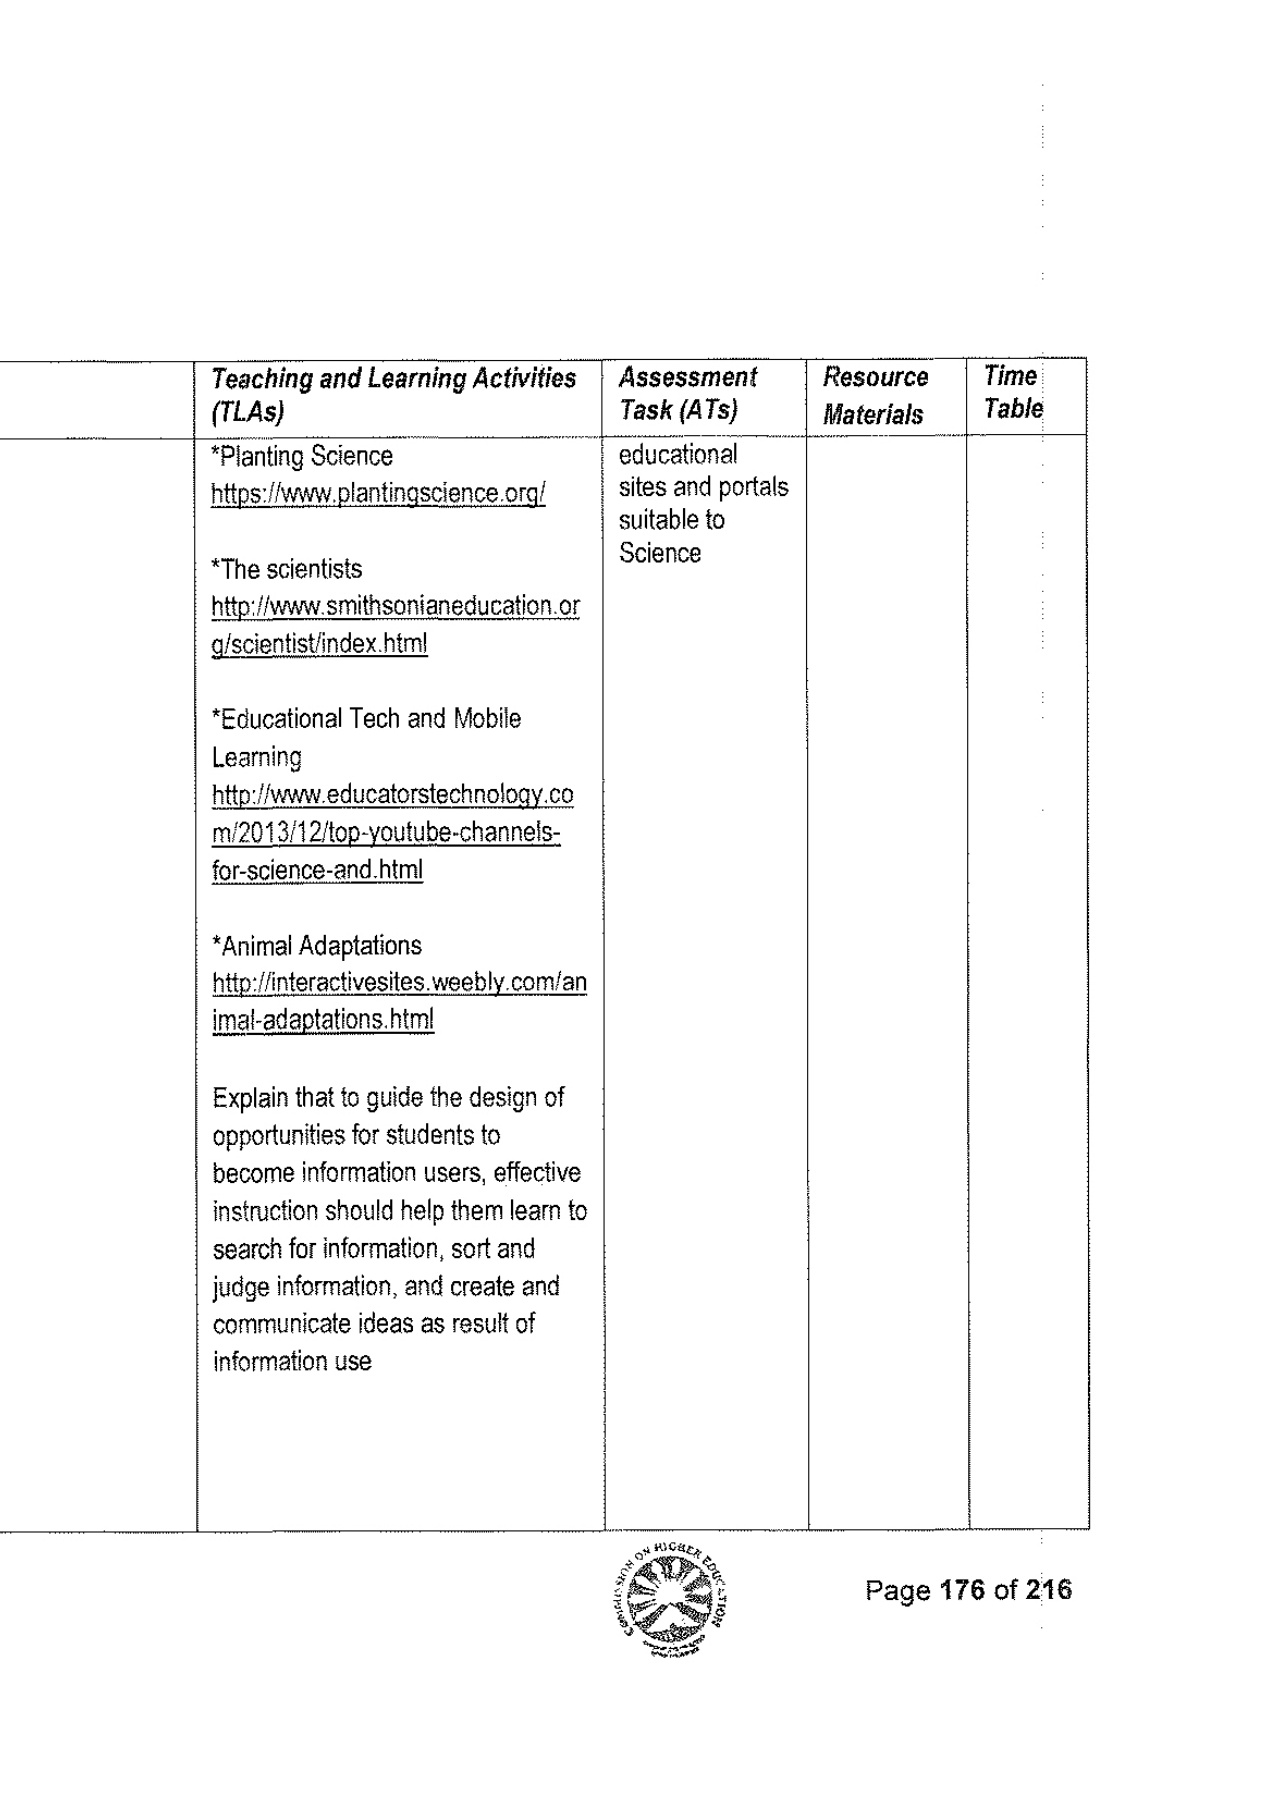 Teaching and Learning Activities
(TLAs)
Assessment
Task (ATs)
Resource
Materials
Time
Table
*Planting Science
https://www.plantingscience.org/
*The scientists
http://www.smithsonianeducation.or
g/scientist/index.html
*Educational Tech and Mobile
Learning
http://www.educatorstechnology.co
m/2013/12/top-youtube-channels-
for-science-and.html
*Animal Adaptations
http://interactivesites.weebly.com/an
imal-adaptations.html
Explain that to guide the design of
opportunities for students to
become information users, effective
instruction should help them learn to
search for information, sort and
judge information, and create and
communicate ideas as result of
information use
educational
sites and portals
suitable to
Science
COMMISSION ON HIGHER EDUCATION
Page 176 of 216